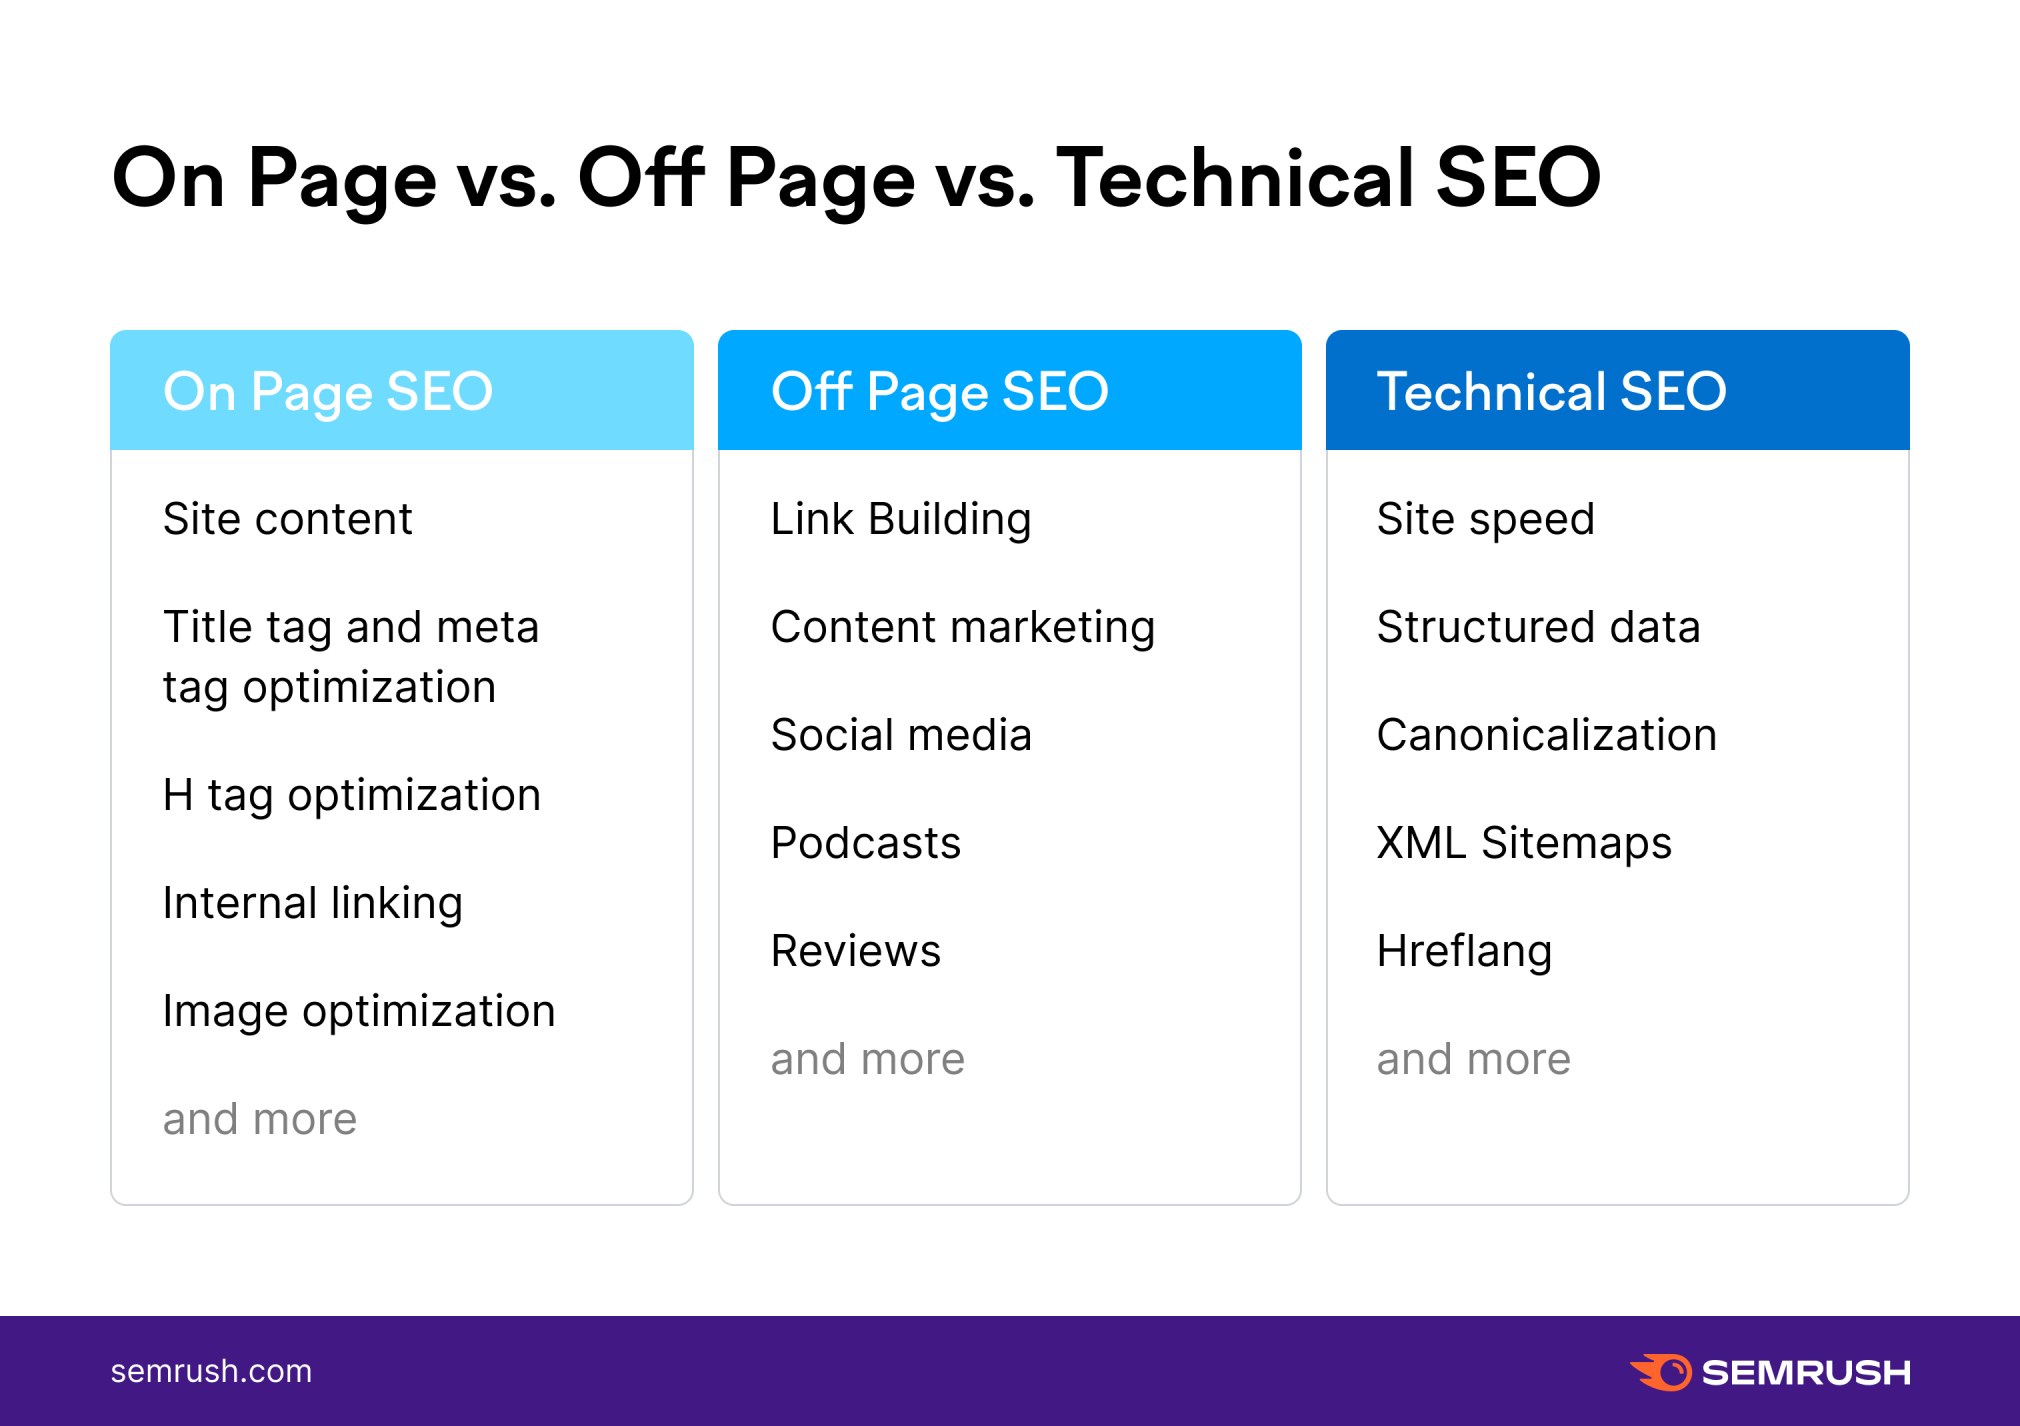 On Page vs. Off Page vs. Technical SEO
On Page SEO
Site content
Title tag and meta
tag optimization
H tag optimization
Internal linking
Image optimization
and more
Off Page SEO
Link Building
Content marketing
Social media
Podcasts
Reviews
and more
Technical SEO
Site speed
Structured data
Canonicalization
XML Sitemaps
Hreflang
and more
semrush.com
SEMRUSH